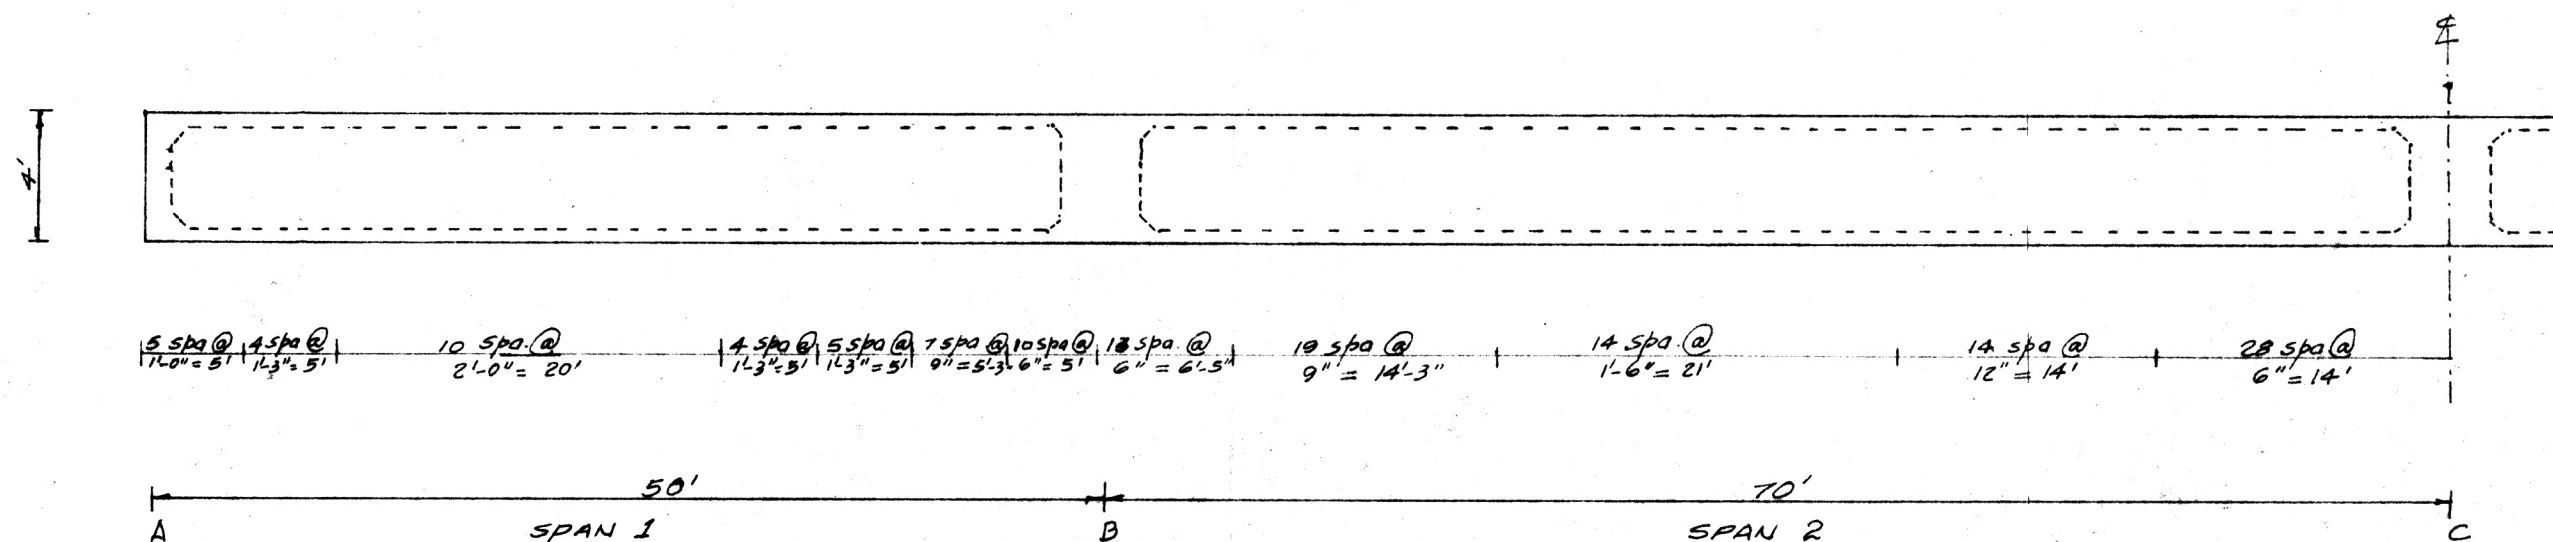 ℄
4'
5 spa @ 4 spa @ 10 spa. @ 4 spa @ 5 spa @ 7 spa @ 10 spa @ 13 spa. @ 19 spa @ 14 spa. @ 14 spa @ 28 spa @
1'-0" = 5' 1'-3" = 5' 2'-0" = 20' 1'-3" = 5' 1'-3" = 5' 9" = 5'-3 6" = 5' 6" = 6'-5" 9" = 14'-3" 1'-6" = 21' 12" = 14' 6" = 14'
50' 70'
A SPAN 1 B SPAN 2 C